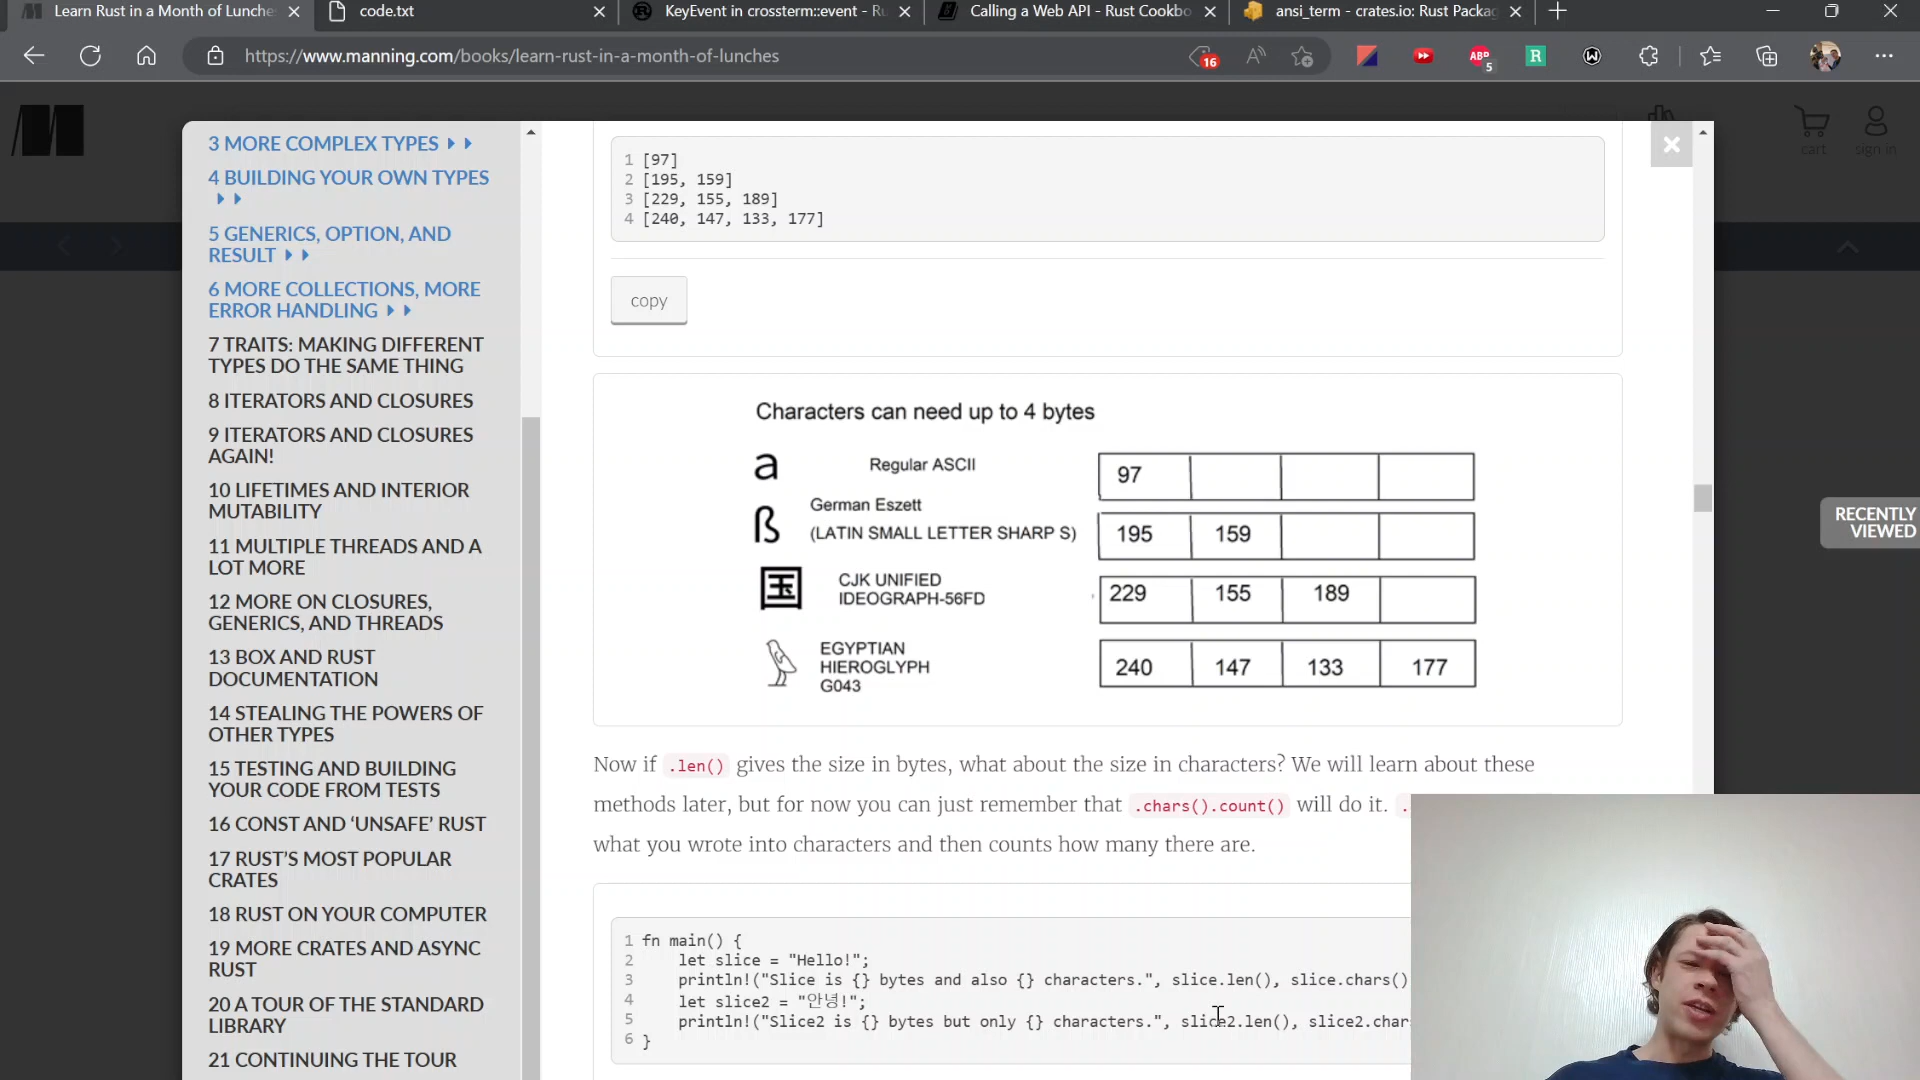 Learn Rust in a Month of Lunche
code.txt
KeyEvent in crossterm::event - Ru
Calling a Web API - Rust Cookbo
ansi_term - crates.io: Rust Packag
https://www.manning.com/books/learn-rust-in-a-month-of-lunches
16
ABP
5
R
cart
sign in
3 MORE COMPLEX TYPES
4 BUILDING YOUR OWN TYPES
5 GENERICS, OPTION, AND
RESULT
6 MORE COLLECTIONS, MORE
ERROR HANDLING
7 TRAITS: MAKING DIFFERENT
TYPES DO THE SAME THING
8 ITERATORS AND CLOSURES
9 ITERATORS AND CLOSURES
AGAIN!
10 LIFETIMES AND INTERIOR
MUTABILITY
11 MULTIPLE THREADS AND A
LOT MORE
12 MORE ON CLOSURES,
GENERICS, AND THREADS
13 BOX AND RUST
DOCUMENTATION
14 STEALING THE POWERS OF
OTHER TYPES
15 TESTING AND BUILDING
YOUR CODE FROM TESTS
16 CONST AND ‘UNSAFE’ RUST
17 RUST’S MOST POPULAR
CRATES
18 RUST ON YOUR COMPUTER
19 MORE CRATES AND ASYNC
RUST
20 A TOUR OF THE STANDARD
LIBRARY
21 CONTINUING THE TOUR
1 [97]
2 [195, 159]
3 [229, 155, 189]
4 [240, 147, 133, 177]
copy
Characters can need up to 4 bytes
a Regular ASCII 97
ß German Eszett
(LATIN SMALL LETTER SHARP S) 195 159
国 CJK UNIFIED
IDEOGRAPH-56FD 229 155 189
EGYPTIAN
HIEROGLYPH
G043
240 147 133 177
Now if .len() gives the size in bytes, what about the size in characters? We will learn about these
methods later, but for now you can just remember that .chars().count() will do it. .
what you wrote into characters and then counts how many there are.
1 fn main() {
2 let slice = "Hello!";
3 println!("Slice is {} bytes and also {} characters.", slice.len(), slice.chars()
4 let slice2 = "안녕!";
5 println!("Slice2 is {} bytes but only {} characters.", slice2.len(), slice2.char
6 }
RECENTLY
VIEWED